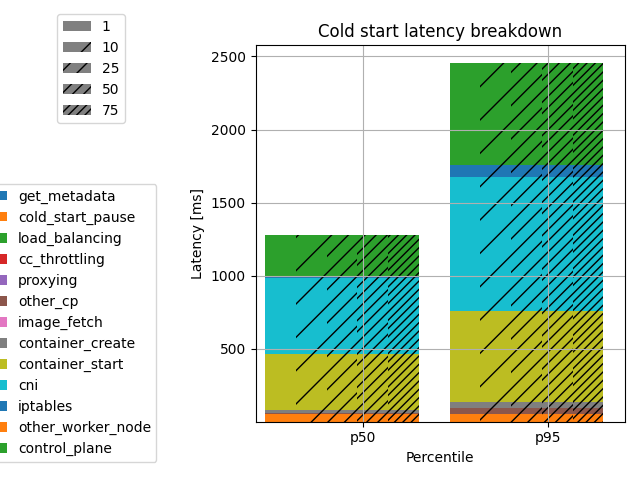 Cold start latency breakdown
1
10
25
50
75
get_metadata
cold_start_pause
load_balancing
cc_throttling
proxying
other_cp
image_fetch
container_create
container_start
cni
iptables
other_worker_node
control_plane
Latency [ms]
2500
2000
1500
1000
500
p50
p95
Percentile